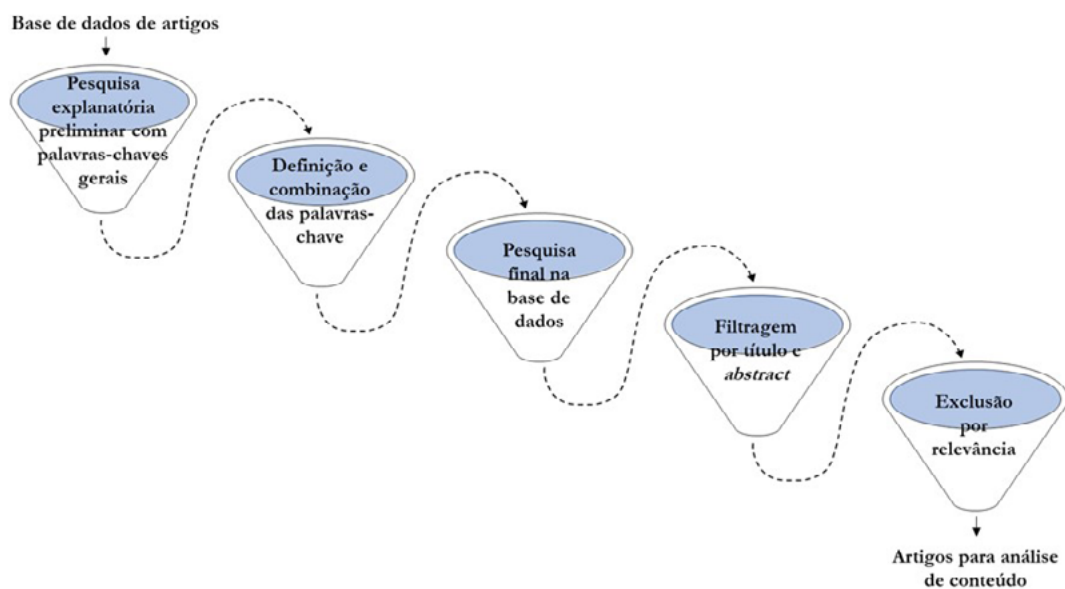 Base de dados de artigos
Pesquisa
explanatória
preliminar com
palavras-chaves
gerais
Definição e
combinação
das palavras-
chave
Pesquisa
final na
base de
dados
Filtragem
por título e
abstract
Exclusão
por
relevância
Artigos para análise
de conteúdo